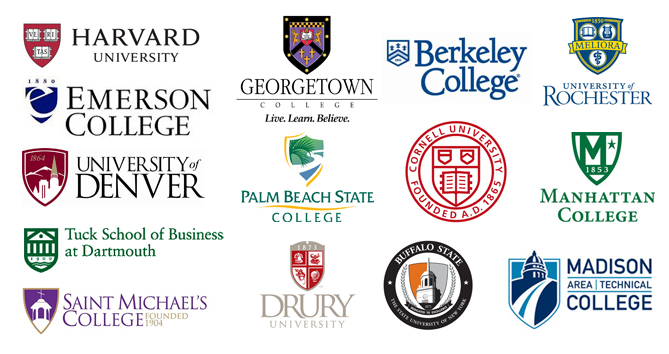 VE RI
TAS
HARVARD
UNIVERSITY
1880
EMERSON
COLLEGE
1864
UNIVERSITY of
DENVER
1900
Tuck School of Business
at Dartmouth
SAINT MICHAEL'S
COLLEGE FOUNDED
1904
GEORGETOWN
COLLEGE
Live. Learn. Believe.
PALM BEACH STATE
COLLEGE
1873
DRURY
UNIVERSITY
Berkeley
College®
CORNELL UNIVERSITY
FOUNDED A.D. 1865
BUFFALO STATE
THE STATE UNIVERSITY OF NEW YORK
1850
MELIORA
UNIVERSITY of
ROCHESTER
M
1853
MANHATTAN
COLLEGE
MADISON
AREA | TECHNICAL
COLLEGE